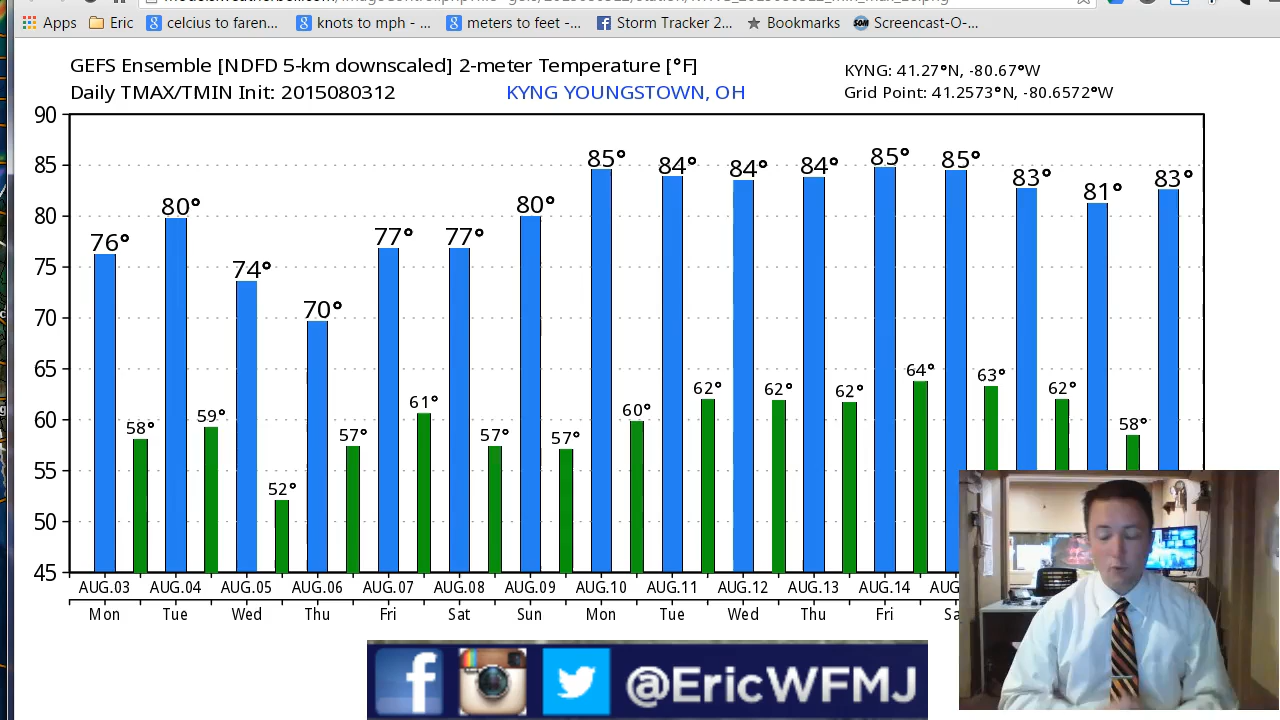 Apps Eric celcius to faren... knots to mph - ... meters to feet -... Storm Tracker 2... Bookmarks SOM Screencast-O-...
GEFS Ensemble [NDFD 5-km downscaled] 2-meter Temperature [°F]
KYNG: 41.27°N, -80.67°W
Daily TMAX/TMIN Init: 2015080312 KYNG YOUNGSTOWN, OH
Grid Point: 41.2573°N, -80.6572°W
90
85
80
75
70
65
60
55
50
45
76° 80° 74° 70° 77° 77° 80° 85° 84° 84° 84° 85° 85° 83° 81° 83°
58° 59° 52° 57° 61° 57° 57° 60° 62° 62° 62° 64° 63° 62° 58°
AUG.03 AUG.04 AUG.05 AUG.06 AUG.07 AUG.08 AUG.09 AUG.10 AUG.11 AUG.12 AUG.13 AUG.14 AUG
Mon Tue Wed Thu Fri Sat Sun Mon Tue Wed Thu Fri Sa
f @EricWFMJ